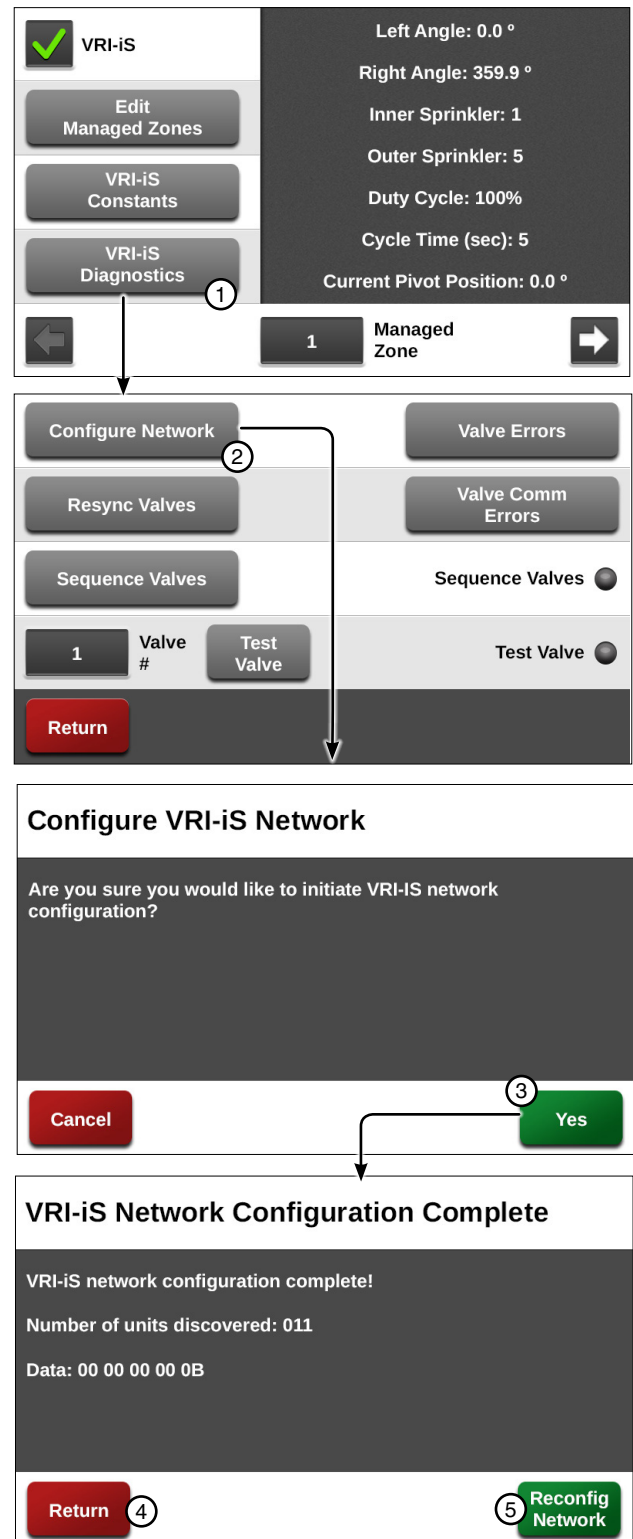 VRI-iS
Edit
Managed Zones
VRI-iS
Constants
VRI-iS
Diagnostics
1
Left Angle: 0.0 º
Right Angle: 359.9 º
Inner Sprinkler: 1
Outer Sprinkler: 5
Duty Cycle: 100%
Cycle Time (sec): 5
Current Pivot Position: 0.0 º
1
Managed
Zone
Configure Network
2
Valve Errors
Resync Valves
Valve Comm
Errors
Sequence Valves
Sequence Valves
1
Valve
#
Test
Valve
Test Valve
Return
Configure VRI-iS Network
Are you sure you would like to initiate VRI-IS network
configuration?
Cancel
3
Yes
VRI-iS Network Configuration Complete
VRI-iS network configuration complete!
Number of units discovered: 011
Data: 00 00 00 00 0B
Return
4
5
Reconfig
Network